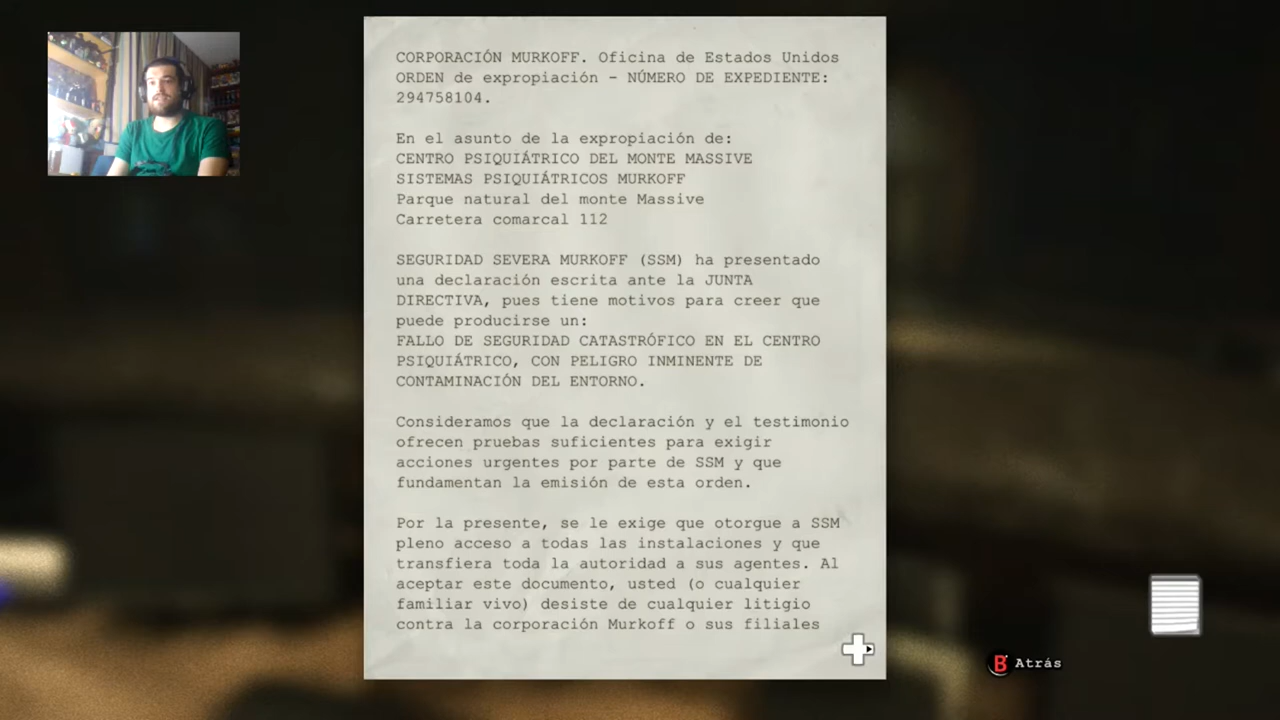 CORPORACIÓN MURKOFF. Oficina de Estados Unidos
ORDEN de expropiación - NÚMERO DE EXPEDIENTE:
294758104.
En el asunto de la expropiación de:
CENTRO PSIQUIÁTRICO DEL MONTE MASSIVE
SISTEMAS PSIQUIÁTRICOS MURKOFF
Parque natural del monte Massive
Carretera comarcal 112
SEGURIDAD SEVERA MURKOFF (SSM) ha presentado
una declaración escrita ante la JUNTA
DIRECTIVA, pues tiene motivos para creer que
puede producirse un:
FALLO DE SEGURIDAD CATASTRÓFICO EN EL CENTRO
PSIQUIÁTRICO, CON PELIGRO INMINENTE DE
CONTAMINACIÓN DEL ENTORNO.
Consideramos que la declaración y el testimonio
ofrecen pruebas suficientes para exigir
acciones urgentes por parte de SSM y que
fundamentan la emisión de esta orden.
Por la presente, se le exige que otorgue a SSM
pleno acceso a todas las instalaciones y que
transfiera toda la autoridad a sus agentes. Al
aceptar este documento, usted (o cualquier
familiar vivo) desiste de cualquier litigio
contra la corporación Murkoff o sus filiales
B Atrás